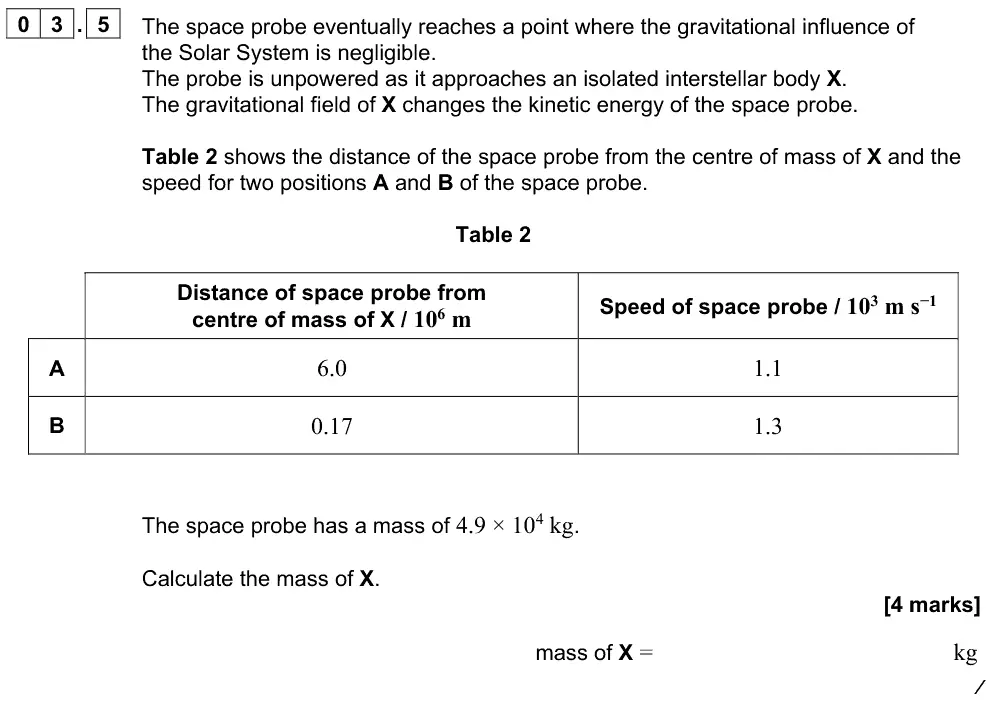 0 3 . 5 The space probe eventually reaches a point where the gravitational influence of
the Solar System is negligible.
The probe is unpowered as it approaches an isolated interstellar body X.
The gravitational field of X changes the kinetic energy of the space probe.
Table 2 shows the distance of the space probe from the centre of mass of X and the
speed for two positions A and B of the space probe.
Table 2
Distance of space probe from
centre of mass of X / 10⁶ m
Speed of space probe / 10³ m s⁻¹
A 6.0 1.1
B 0.17 1.3
The space probe has a mass of 4.9 × 10⁴ kg.
Calculate the mass of X.
[4 marks]
mass of X = kg